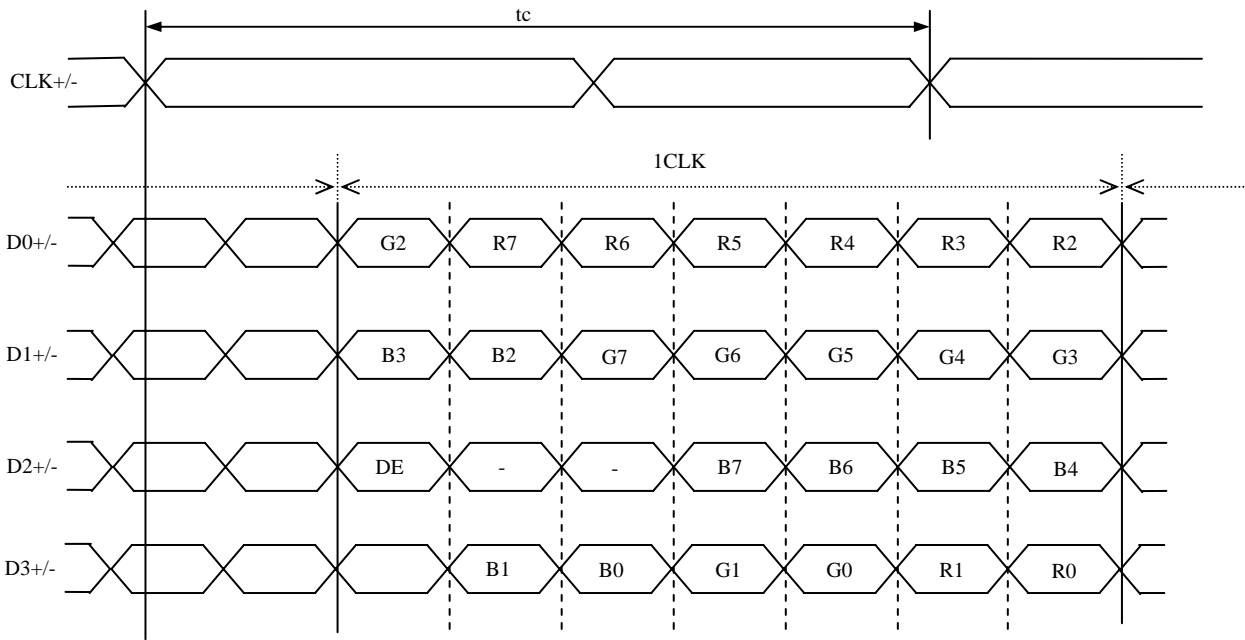 tc
CLK+/-
1CLK
D0+/- G2 R7 R6 R5 R4 R3 R2
D1+/- B3 B2 G7 G6 G5 G4 G3
D2+/- DE - - B7 B6 B5 B4
D3+/- B1 B0 G1 G0 R1 R0